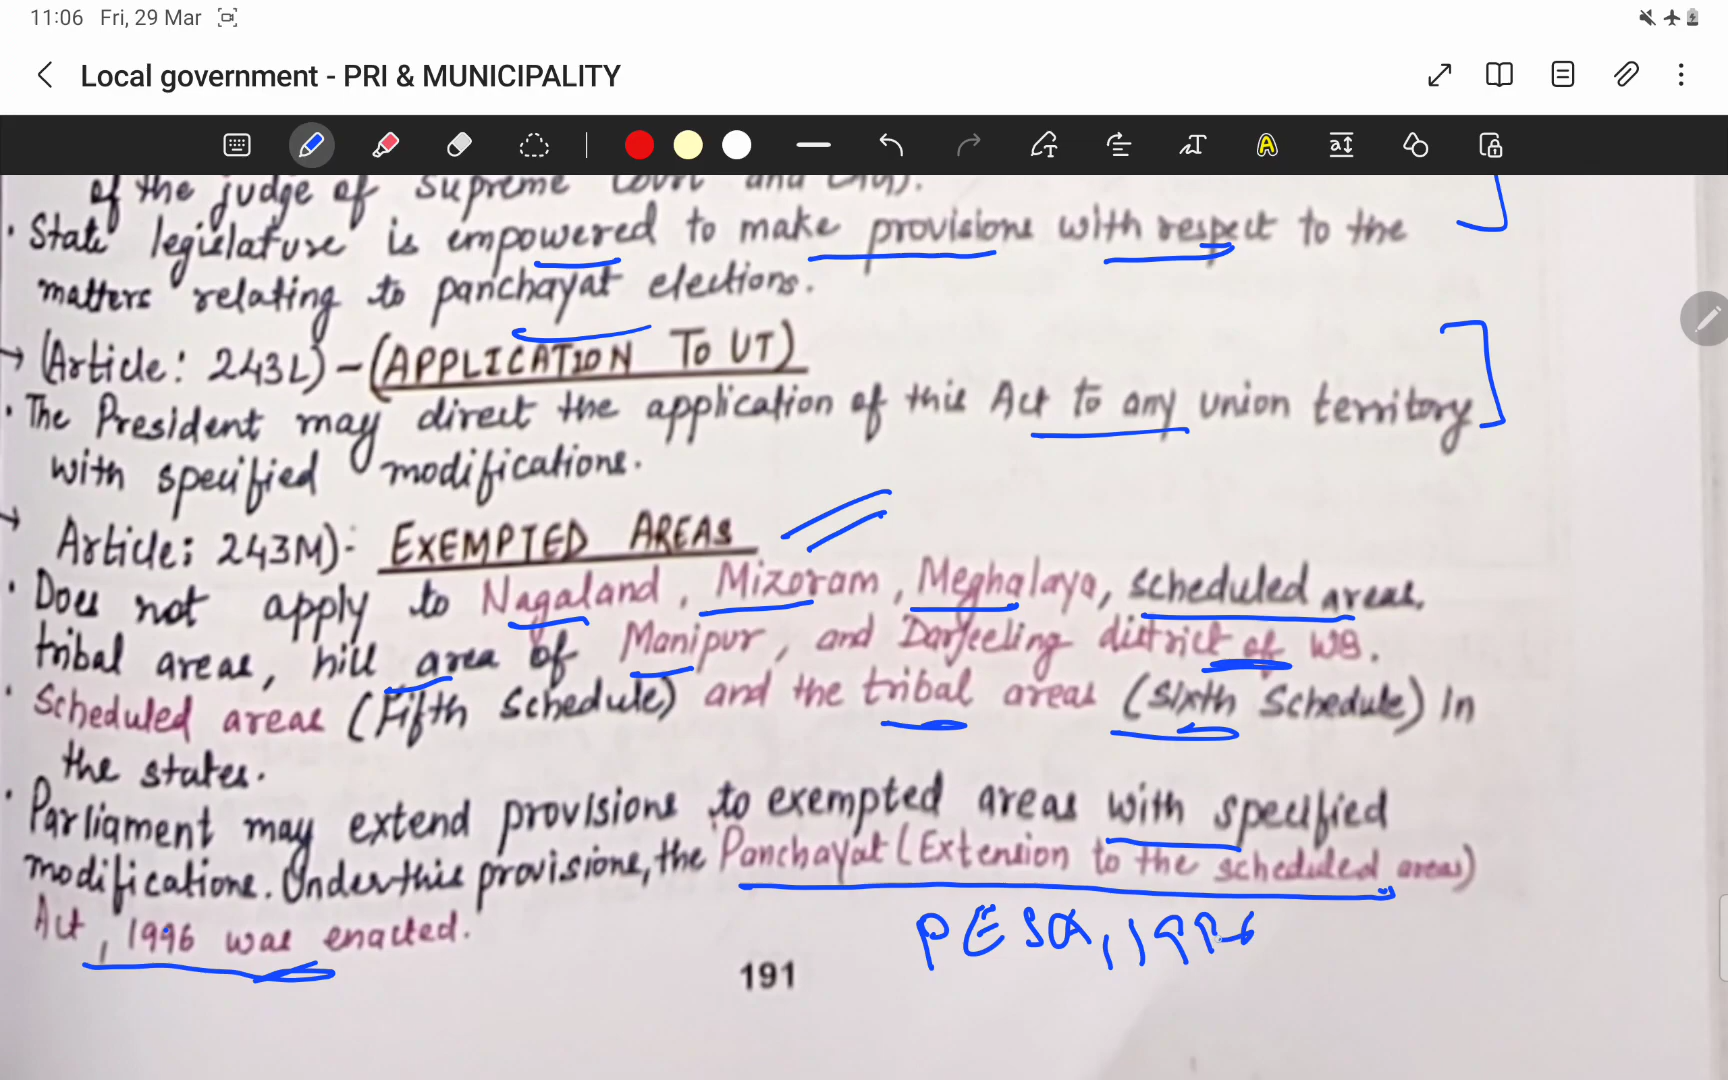 11:06 Fri, 29 Mar
Local government - PRI & MUNICIPALITY
of the judge of Supreme Court and
• State legislature is empowered to make provisions with respect to the
matters relating to panchayat elections.
→ (Article: 243L) - (APPLICATION TO UT)
• The President may direct the application of this Act to any union territory
with specified modifications.
→ Article: 243M): EXEMPTED AREAS
• Does not apply to Nagaland, Mizoram, Meghalaya, scheduled areas,
tribal areas, hill area of Manipur, and Darjeeling district of WB.
• Scheduled areas (Fifth Schedule) and the tribal areas (Sixth Schedule) in
the states.
• Parliament may extend provisions to exempted areas with specified
modifications. Under this provisions, the Panchayat (Extension to the scheduled areas)
Act, 1996 was enacted.
PESA, 1996
191